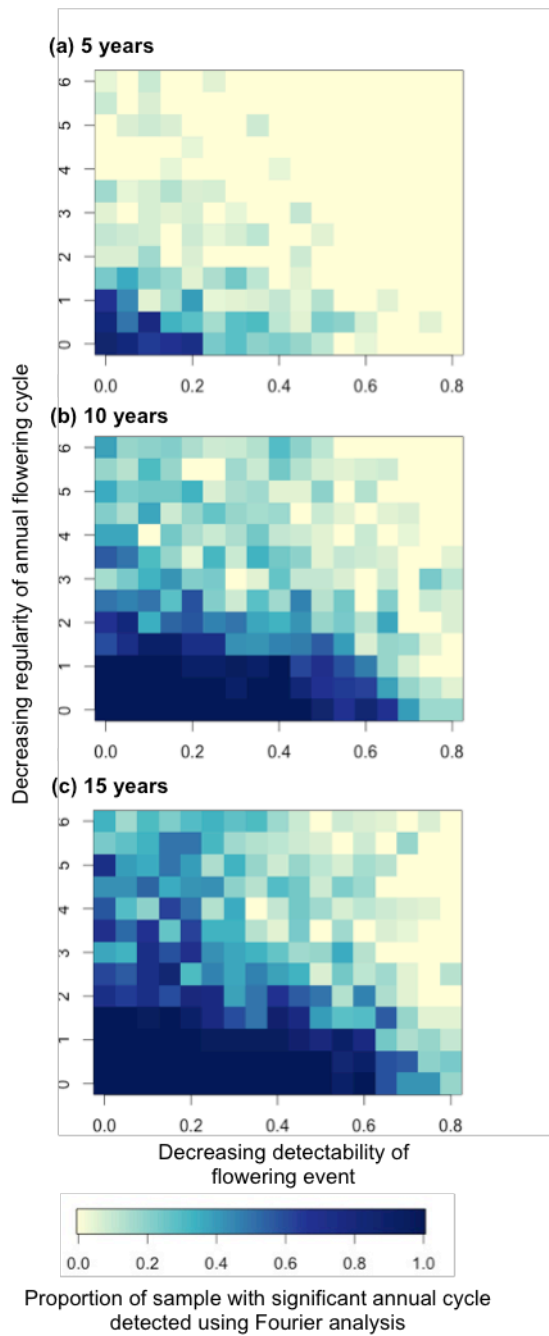 (a) 5 years
6
5
4
3
2
1
0
0.0 0.2 0.4 0.6 0.8
(b) 10 years
6
5
4
3
2
1
0
0.0 0.2 0.4 0.6 0.8
(c) 15 years
6
5
4
3
2
1
0
0.0 0.2 0.4 0.6 0.8
Decreasing regularity of annual flowering cycle
Decreasing detectability of
flowering event
0.0 0.2 0.4 0.6 0.8 1.0
Proportion of sample with significant annual cycle
detected using Fourier analysis